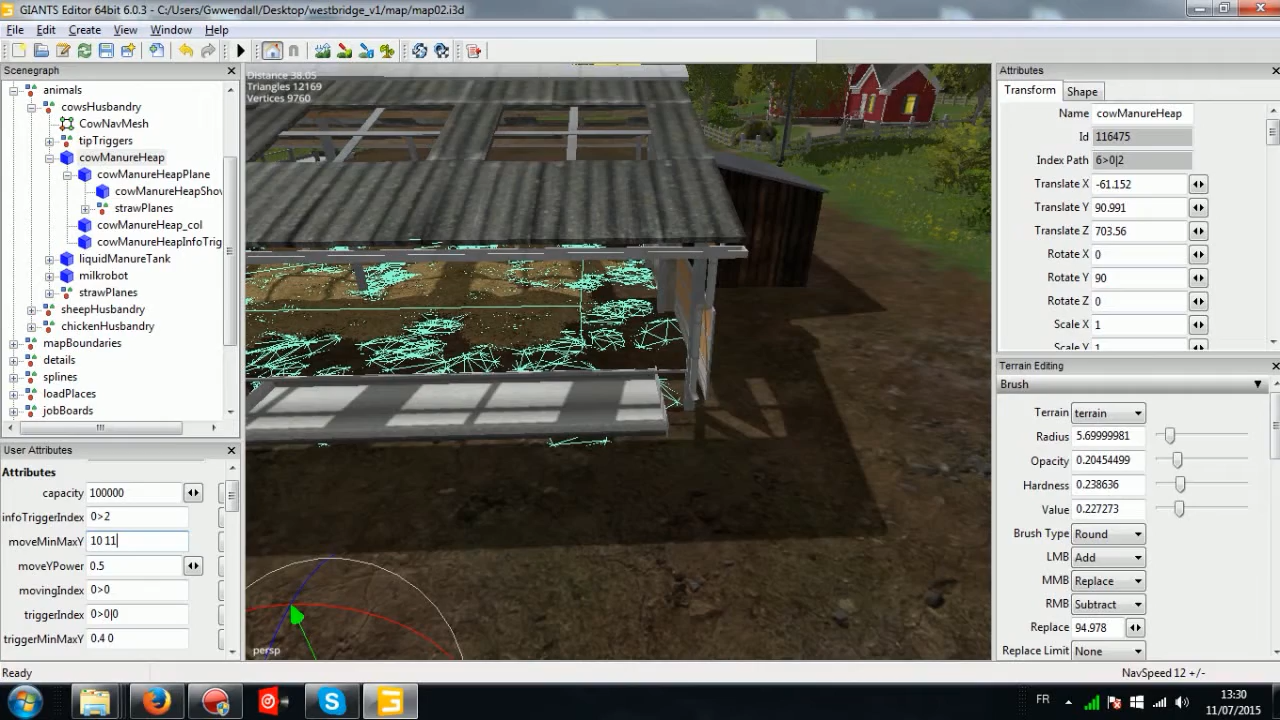 GIANTS Editor 64bit 6.0.3 - C:/Users/Gwwendall/Desktop/westbridge_v1/map/map02.i3d
File Edit Create View Window Help
Scenegraph
animals
cowsHusbandry
CowNavMesh
tipTriggers
cowManureHeap
cowManureHeapPlane
cowManureHeapShov
strawPlanes
cowManureHeap_col
cowManureHeapInfoTrig
liquidManureTank
milkrobot
strawPlanes
sheepHusbandry
chickenHusbandry
mapBoundaries
details
splines
loadPlaces
jobBoards
User Attributes
Attributes
capacity 100000
infoTriggerIndex 0>2
moveMinMaxY 10 11
moveYPower 0.5
movingIndex 0>0
triggerIndex 0>0|0
triggerMinMaxY 0.4 0
Distance 38.05
Triangles 12169
Vertices 9760
persp
Attributes
Transform Shape
Name cowManureHeap
Id 116475
Index Path 6>0|2
Translate X -61.152
Translate Y 90.991
Translate Z 703.56
Rotate X 0
Rotate Y 90
Rotate Z 0
Scale X 1
Scale Y 1
Terrain Editing
Brush
Terrain terrain
Radius 5.69999981
Opacity 0.20454499
Hardness 0.238636
Value 0.227273
Brush Type Round
LMB Add
MMB Replace
RMB Subtract
Replace 94.978
Replace Limit None
Ready
NavSpeed 12 +/-
FR
13:30
11/07/2015